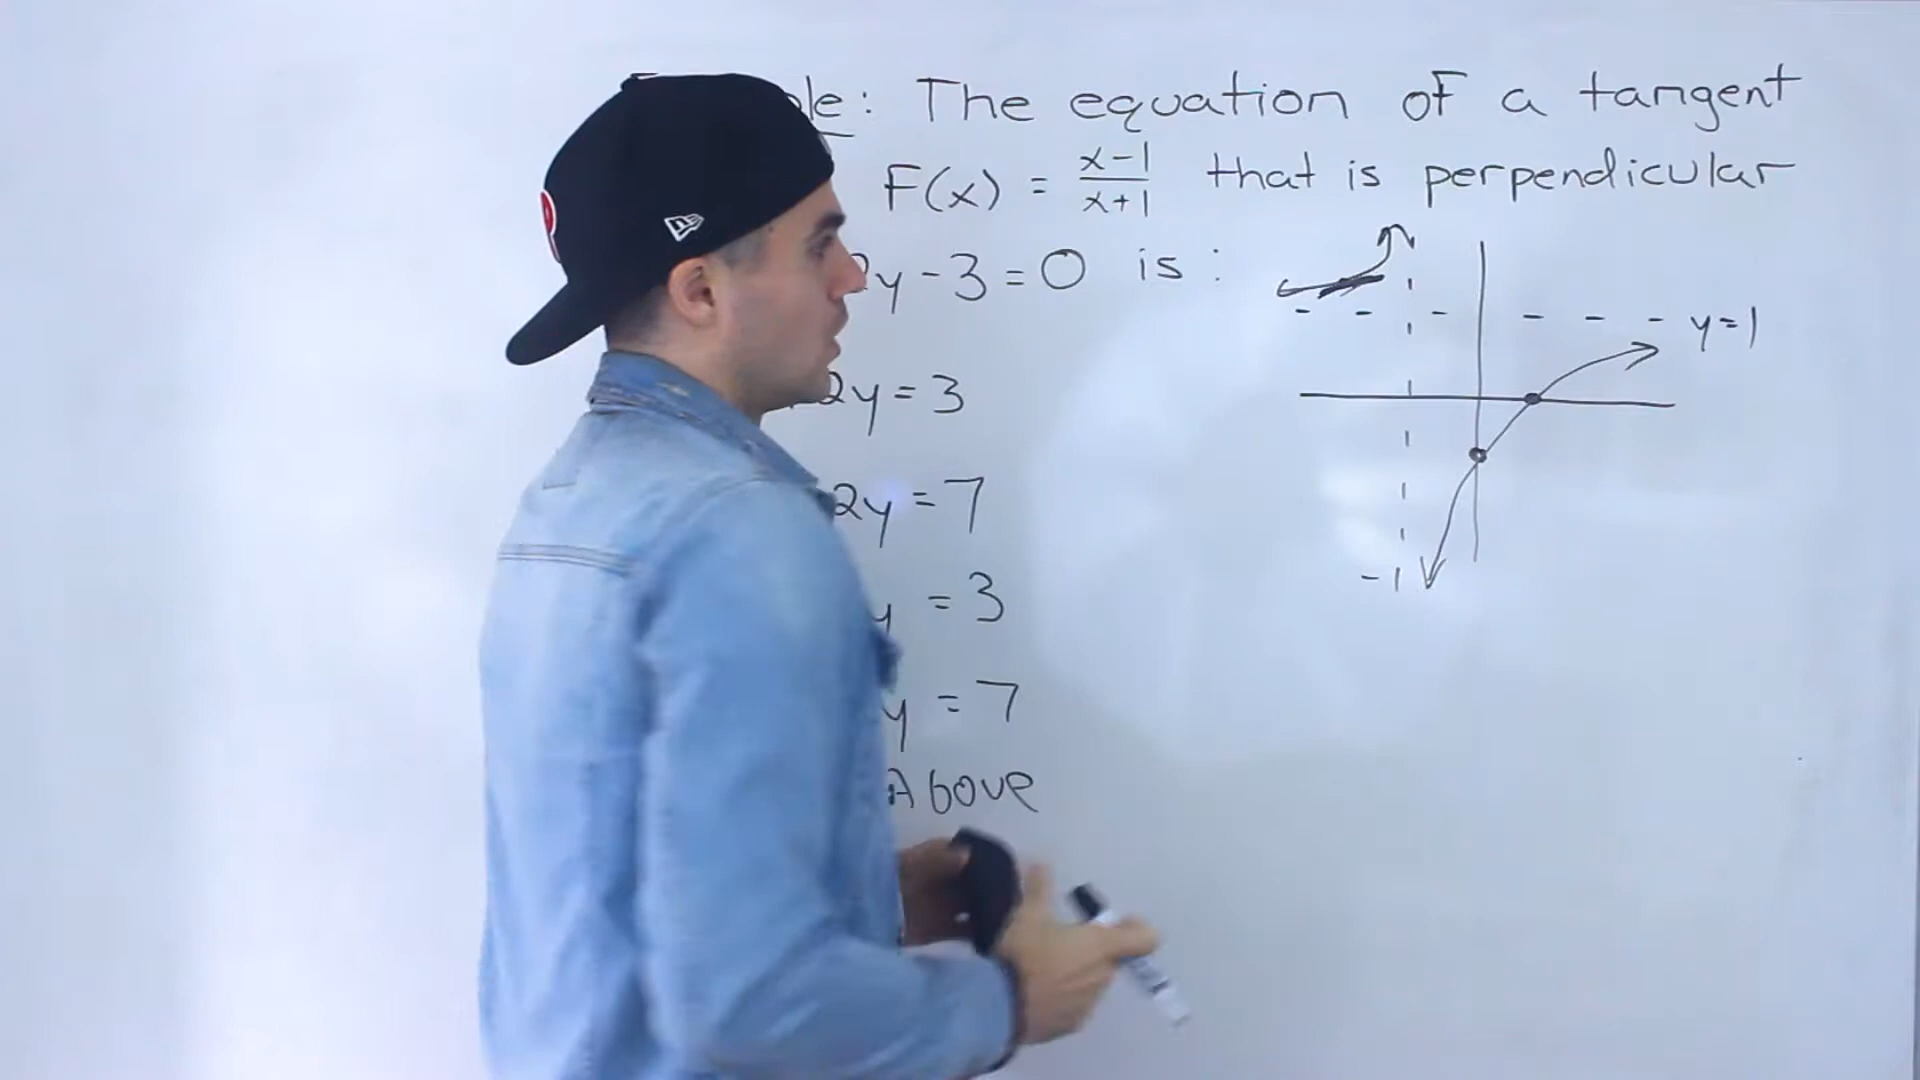 le: The equation of a tangent
F(x) = x-1/x+1 that is perpendicular
2y-3=0 is:
2y=3
2y=7
y =3
y =7
Above
y=1
-1